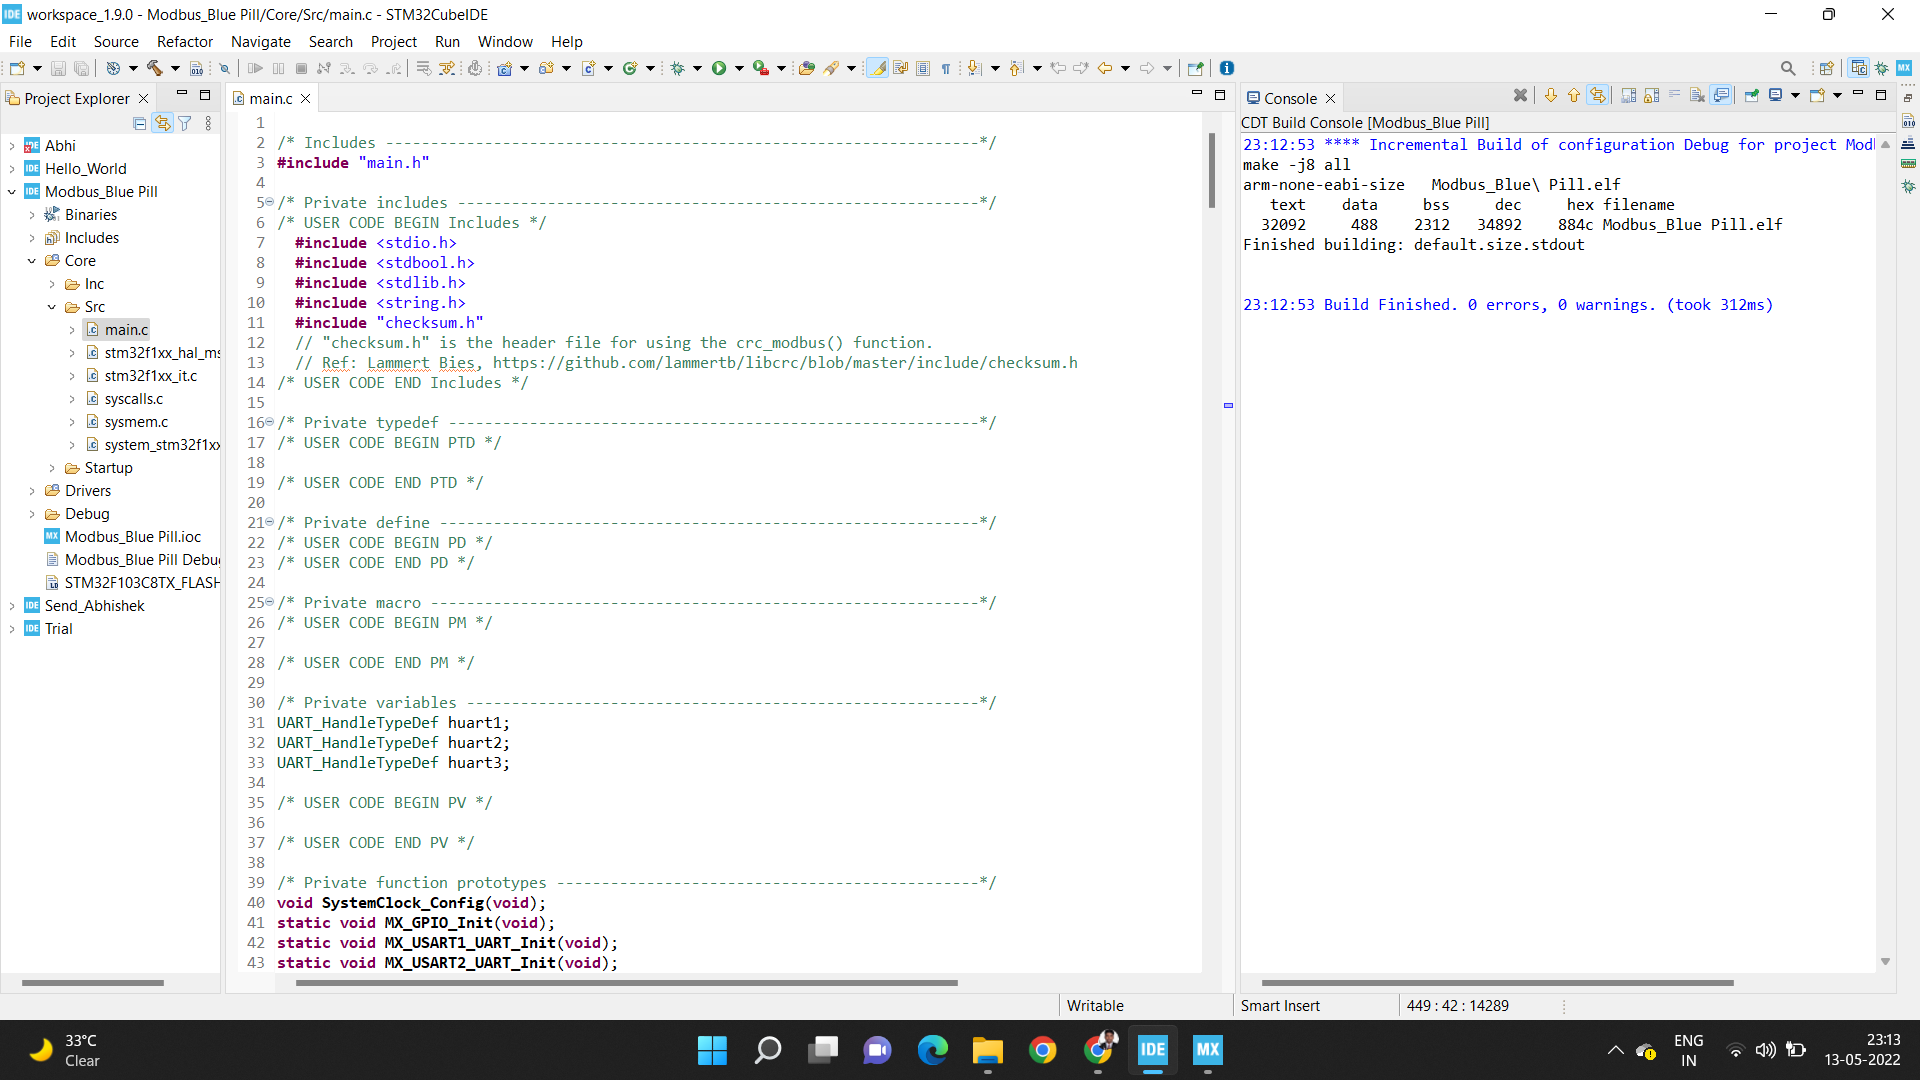 IDE workspace_1.9.0 - Modbus_Blue Pill/Core/Src/main.c - STM32CubeIDE
File Edit Source Refactor Navigate Search Project Run Window Help
Project Explorer
Abhi
Hello_World
Modbus_Blue Pill
Binaries
Includes
Core
Inc
Src
main.c
stm32f1xx_hal_ms
stm32f1xx_it.c
syscalls.c
sysmem.c
system_stm32f1xx
Startup
Drivers
Debug
Modbus_Blue Pill.ioc
Modbus_Blue Pill Debu
STM32F103C8TX_FLASH
Send_Abhishek
Trial
main.c
1
2 /* Includes ------------------------------------------------------------------*/
3 #include "main.h"
4
5 /* Private includes ---------------------------------------------------------------*/
6 /* USER CODE BEGIN Includes */
7 #include <stdio.h>
8 #include <stdbool.h>
9 #include <stdlib.h>
10 #include <string.h>
11 #include "checksum.h"
12 // "checksum.h" is the header file for using the crc_modbus() function.
13 // Ref: Lammert Bies, https://github.com/lammertb/libcrc/blob/master/include/checksum.h
14 /* USER CODE END Includes */
15
16 /* Private typedef -----------------------------------------------------------*/
17 /* USER CODE BEGIN PTD */
18
19 /* USER CODE END PTD */
20
21 /* Private define ------------------------------------------------------------*/
22 /* USER CODE BEGIN PD */
23 /* USER CODE END PD */
24
25 /* Private macro -------------------------------------------------------------*/
26 /* USER CODE BEGIN PM */
27
28 /* USER CODE END PM */
29
30 /* Private variables ---------------------------------------------------------*/
31 UART_HandleTypeDef huart1;
32 UART_HandleTypeDef huart2;
33 UART_HandleTypeDef huart3;
34
35 /* USER CODE BEGIN PV */
36
37 /* USER CODE END PV */
38
39 /* Private function prototypes -----------------------------------------------*/
40 void SystemClock_Config(void);
41 static void MX_GPIO_Init(void);
42 static void MX_USART1_UART_Init(void);
43 static void MX_USART2_UART_Init(void);
Console
CDT Build Console [Modbus_Blue Pill]
23:12:53 **** Incremental Build of configuration Debug for project Mod
make -j8 all
arm-none-eabi-size Modbus_Blue\ Pill.elf
text data bss dec hex filename
32092 488 2312 34892 884c Modbus_Blue Pill.elf
Finished building: default.size.stdout
23:12:53 Build Finished. 0 errors, 0 warnings. (took 312ms)
Writable Smart Insert 449 : 42 : 14289
33°C
Clear
IDE
MX
ENG
IN
23:13
13-05-2022